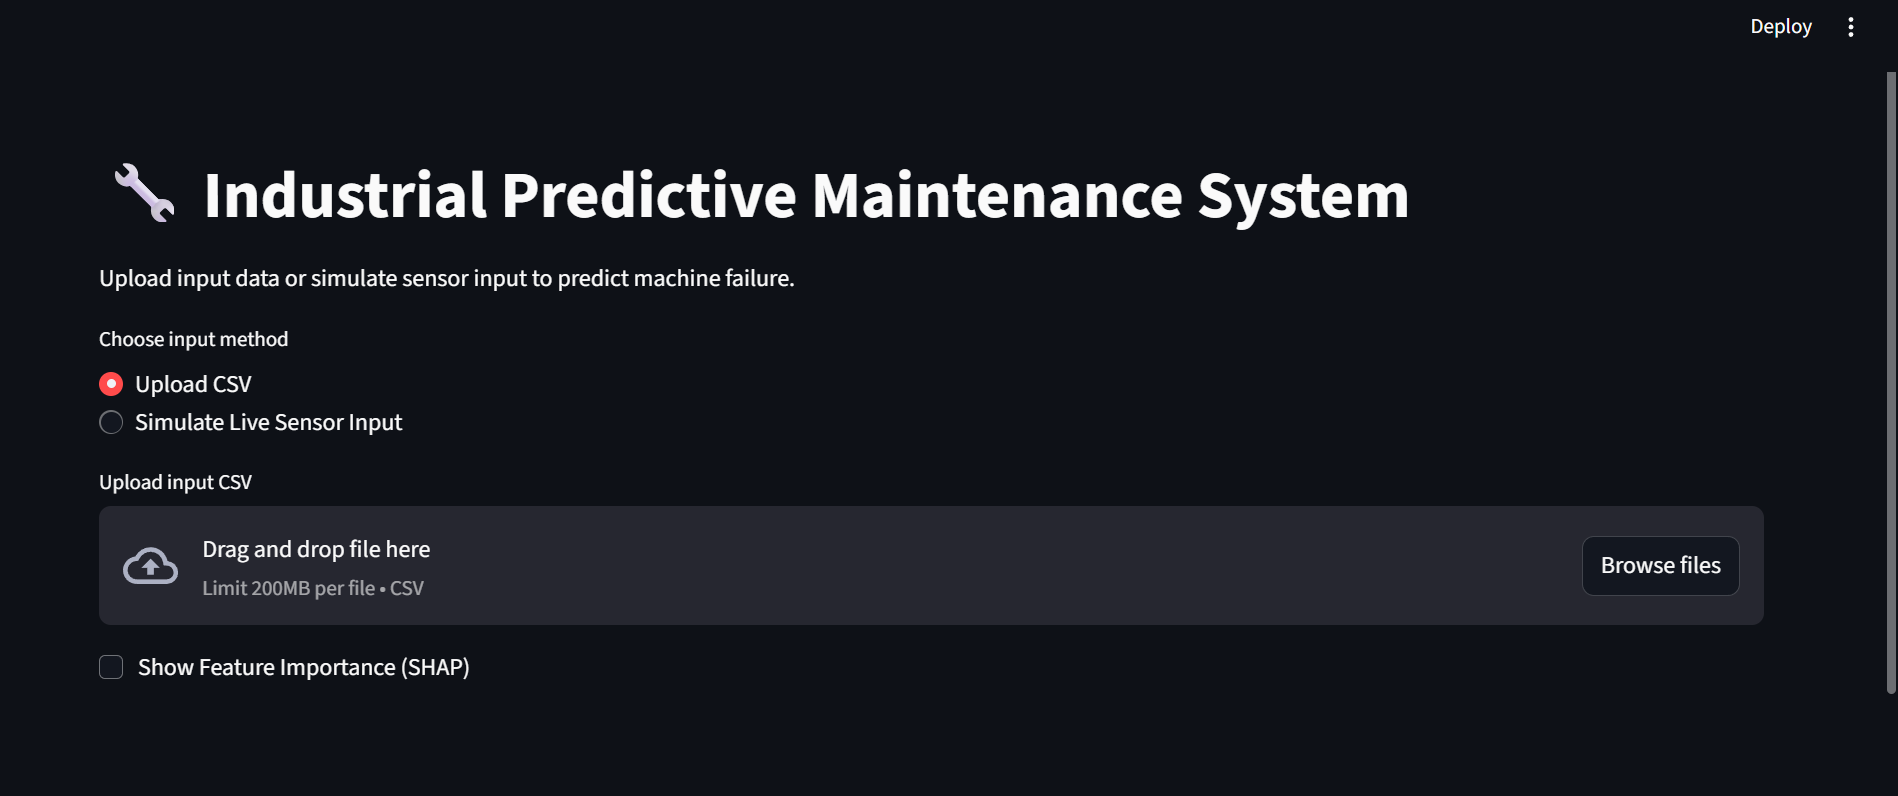 Deploy
Industrial Predictive Maintenance System
Upload input data or simulate sensor input to predict machine failure.
Choose input method
Upload CSV
Simulate Live Sensor Input
Upload input CSV
Drag and drop file here
Limit 200MB per file • CSV
Browse files
Show Feature Importance (SHAP)